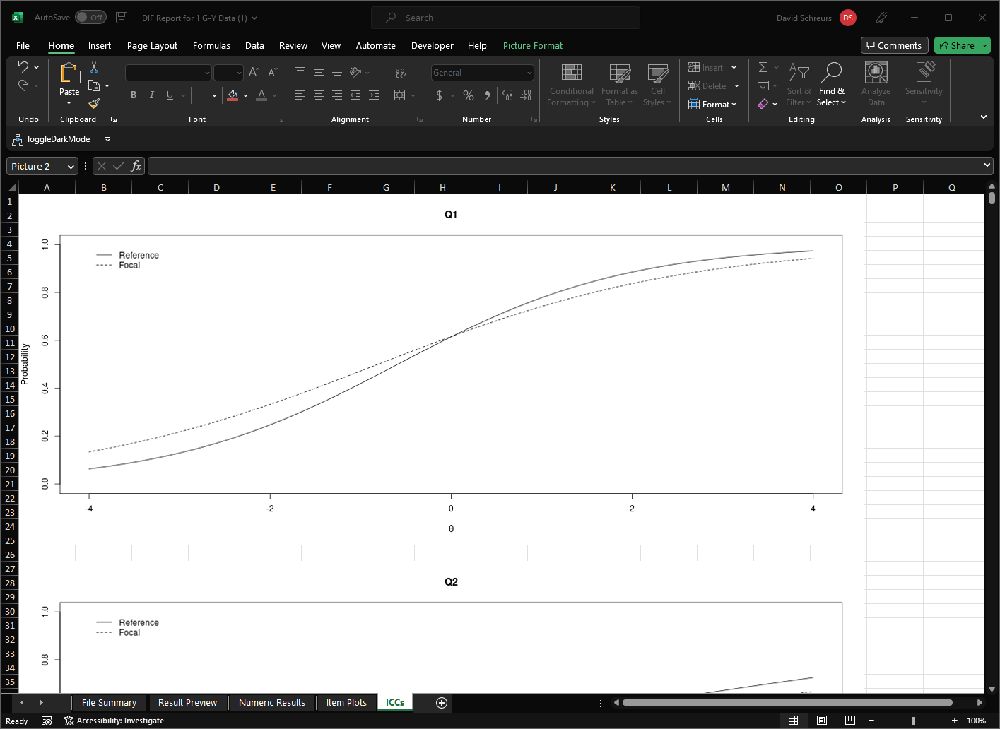 AutoSave Off DIF Report for 1 G-Y Data (1) Search David Schreurs DS
File Home Insert Page Layout Formulas Data Review View Automate Developer Help Picture Format Comments Share
Paste
General
Conditional Formatting
Format as Table
Cell Styles
Insert
Delete
Format
Sort & Filter
Find & Select
Analyze Data
Sensitivity
Undo Clipboard Font Alignment Number Styles Cells Editing Analysis Sensitivity
ToggleDarkMode
Picture 2 fx
A B C D E F G H I J K L M N O P Q
1
2
3
4
5
6
7
8
9
10
11
12
13
14
15
16
17
18
19
20
21
22
23
24
25
26
27
28
29
30
31
32
33
34
35
Q1
Reference
Focal
Probability
1.0
0.8
0.6
0.4
0.2
0.0
-4 -2 0 2 4
θ
Q2
Reference
Focal
1.0
0.8
File Summary Result Preview Numeric Results Item Plots ICCs
Ready Accessibility: Investigate 100%